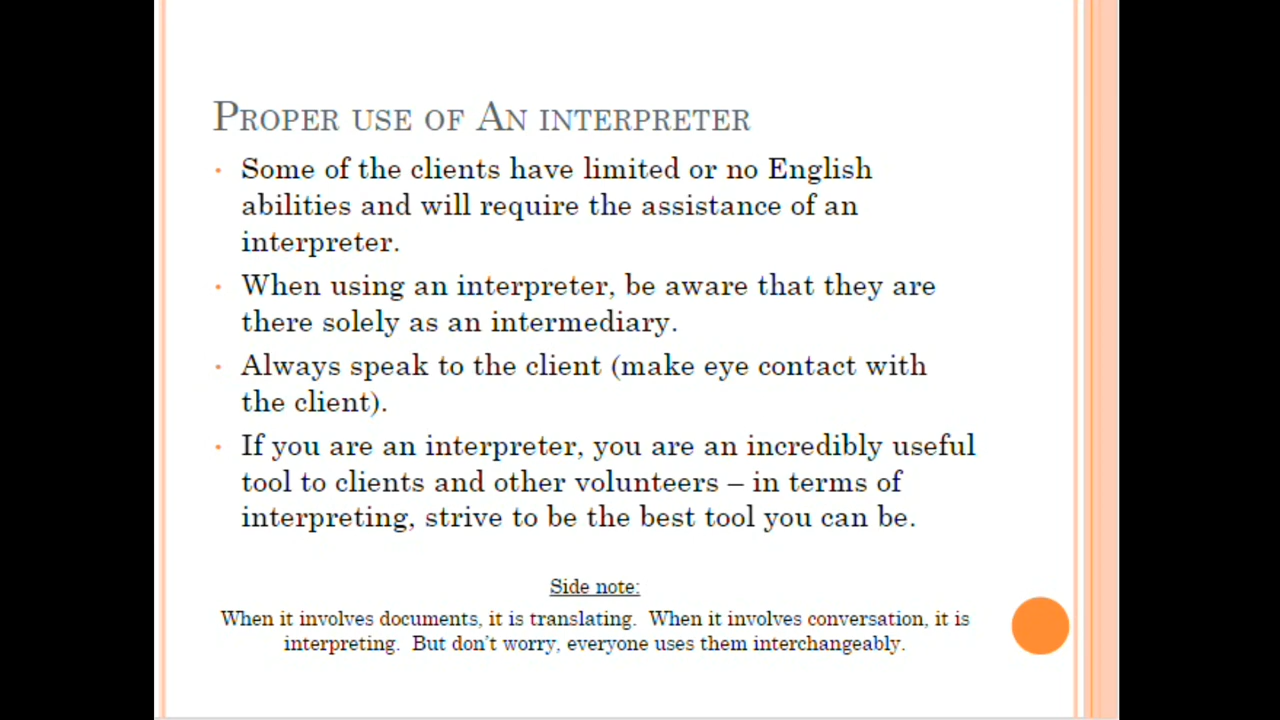 Proper use of An interpreter
• Some of the clients have limited or no English
abilities and will require the assistance of an
interpreter.
• When using an interpreter, be aware that they are
there solely as an intermediary.
• Always speak to the client (make eye contact with
the client).
• If you are an interpreter, you are an incredibly useful
tool to clients and other volunteers – in terms of
interpreting, strive to be the best tool you can be.
Side note:
When it involves documents, it is translating.  When it involves conversation, it is
interpreting.  But don't worry, everyone uses them interchangeably.